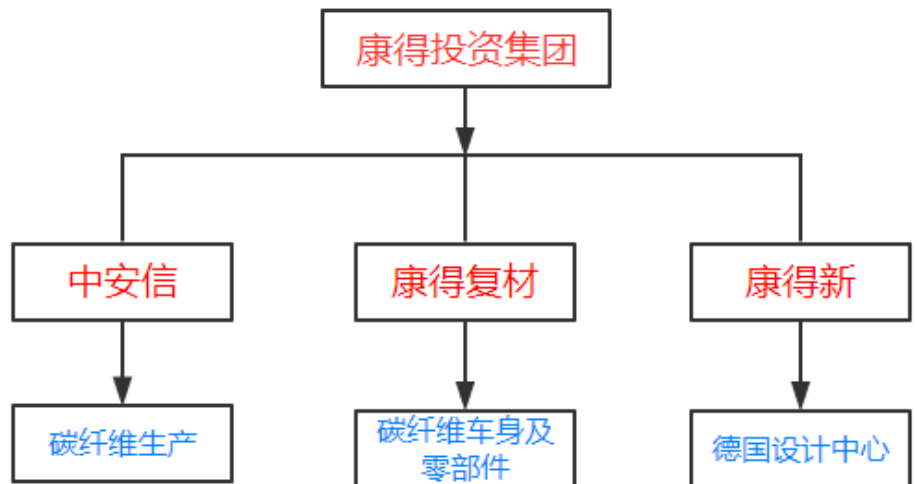 康得投资集团
中安信
康得复材
康得新
碳纤维生产
碳纤维车身及
零部件
德国设计中心